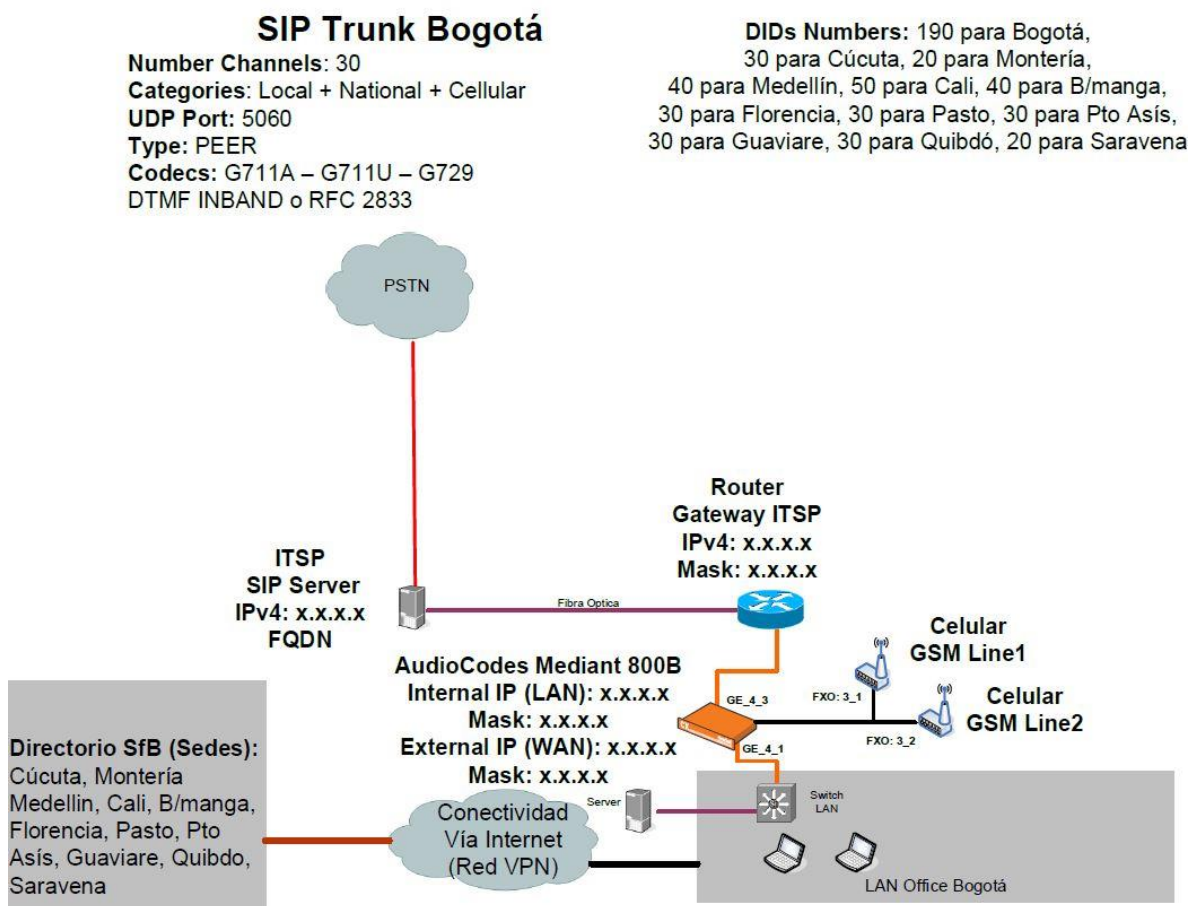 SIP Trunk Bogotá
Number Channels: 30
Categories: Local + National + Cellular
UDP Port: 5060
Type: PEER
Codecs: G711A – G711U – G729
DTMF INBAND o RFC 2833
DIDs Numbers: 190 para Bogotá,
30 para Cúcuta, 20 para Montería,
40 para Medellín, 50 para Cali, 40 para B/manga,
30 para Florencia, 30 para Pasto, 30 para Pto Asís,
30 para Guaviare, 30 para Quibdó, 20 para Saravena
PSTN
Router
Gateway ITSP
IPv4: x.x.x.x
Mask: x.x.x.x
ITSP
SIP Server
IPv4: x.x.x.x
FQDN
Fibra Optica
Celular
GSM Line1
AudioCodes Mediant 800B
Internal IP (LAN): x.x.x.x
Mask: x.x.x.x
External IP (WAN): x.x.x.x
Mask: x.x.x.x
GE_4_3
FXO: 3_1
Celular
GSM Line2
FXO: 3_2
GE_4_1
Directorio SfB (Sedes):
Cúcuta, Montería
Medellin, Cali, B/manga,
Florencia, Pasto, Pto
Asís, Guaviare, Quibdo,
Saravena
Conectividad
Vía Internet
(Red VPN)
Server
Switch
LAN
LAN Office Bogotá